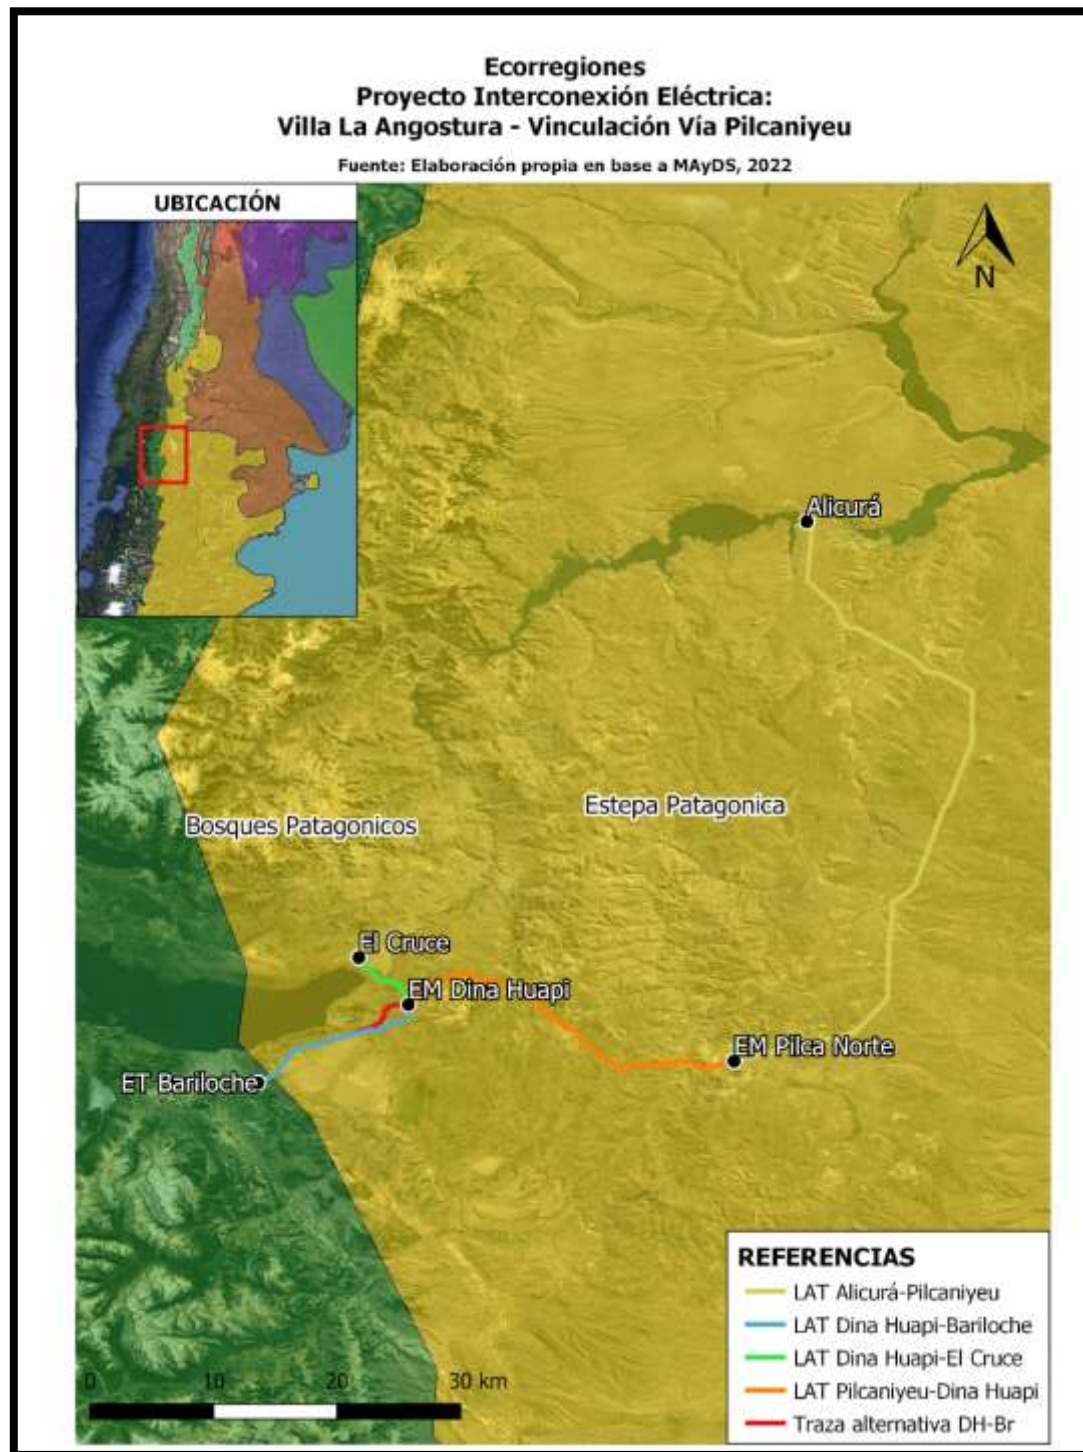 Ecorregiones
Proyecto Interconexión Eléctrica:
Villa La Angostura - Vinculación Vía Pilcaniyeu
Fuente: Elaboración propia en base a MAyDS, 2022
UBICACIÓN
N
Alicurá
Estepa Patagonica
Bosques Patagonicos
El Cruce
EM Dina Huapi
EM Pilca Norte
ET Bariloche
REFERENCIAS
LAT Alicurá-Pilcaniyeu
LAT Dina Huapi-Bariloche
LAT Dina Huapi-El Cruce
LAT Pilcaniyeu-Dina Huapi
Traza alternativa DH-Br
0 10 20 30 km